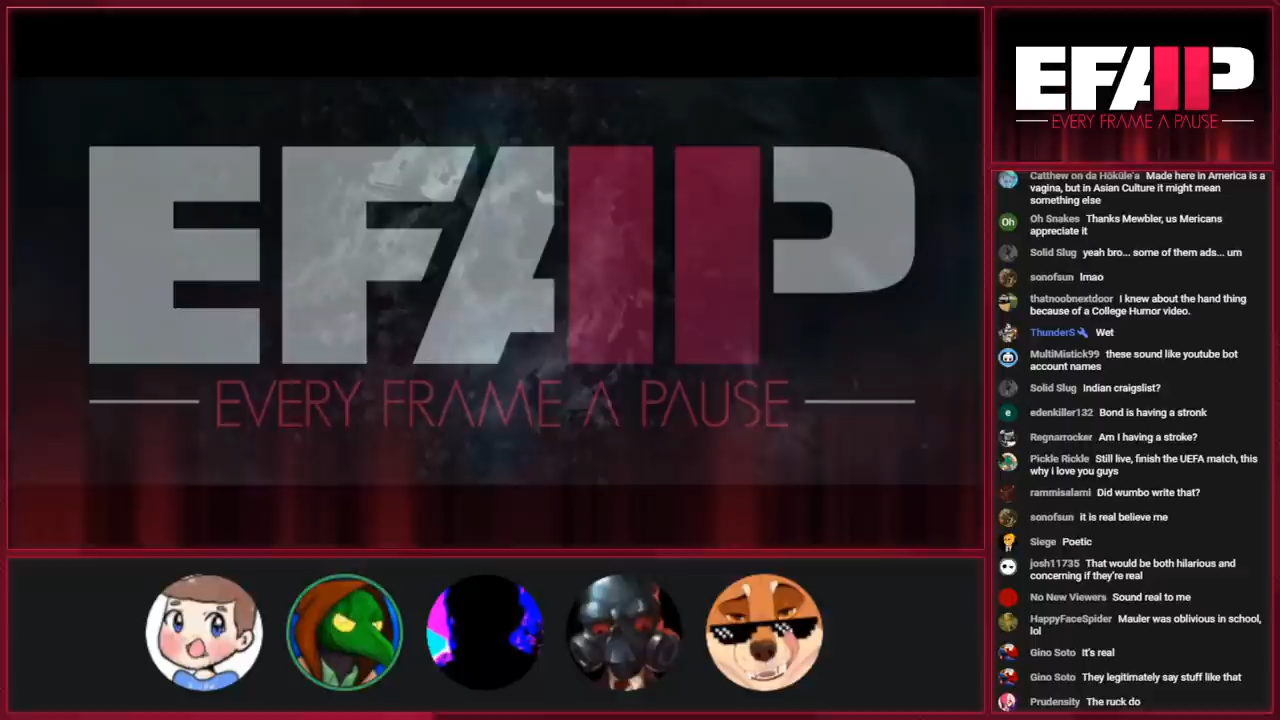 EFAP
EVERY FRAME A PAUSE
EFAP
EVERY FRAME A PAUSE
Catthew on da Hōkūle'a Made here in America is a
vagina, but in Asian Culture it might mean
something else
Oh
Oh Snakes Thanks Mewbler, us Mericans
appreciate it
Solid Slug yeah bro... some of them ads... um
sonofsun lmao
thatnoobnextdoor I knew about the hand thing
because of a College Humor video.
ThunderS Wet
MultiMistick99 these sound like youtube bot
account names
Solid Slug Indian craigslist?
e
edenkiller132 Bond is having a stronk
Regnarrocker Am I having a stroke?
Pickle Rickle Still live, finish the UEFA match, this
why i love you guys
rammisalami Did wumbo write that?
sonofsun it is real believe me
Siege Poetic
josh11735 That would be both hilarious and
concerning if they're real
No New Viewers Sound real to me
HappyFaceSpider Mauler was oblivious in school,
lol
Gino Soto It's real
Gino Soto They legitimately say stuff like that
Prudensity The ruck do